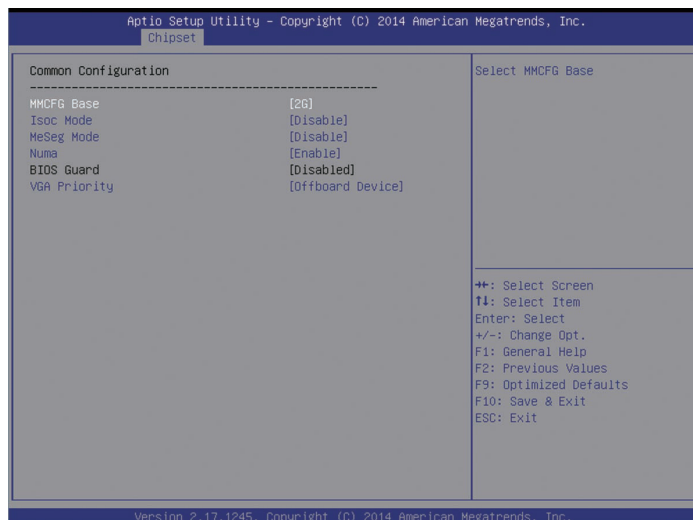 Aptio Setup Utility – Copyright (C) 2014 American Megatrends, Inc.
Chipset
Common Configuration
------------------------------------------------
MMCFG Base [2G]
Isoc Mode [Disable]
MeSeg Mode [Disable]
Numa [Enable]
BIOS Guard [Disabled]
VGA Priority [Offboard Device]
Select MMCFG Base
→←: Select Screen
↑↓: Select Item
Enter: Select
+/-: Change Opt.
F1: General Help
F2: Previous Values
F9: Optimized Defaults
F10: Save & Exit
ESC: Exit
Version 2.17.1245. Copyright (C) 2014 American Megatrends, Inc.